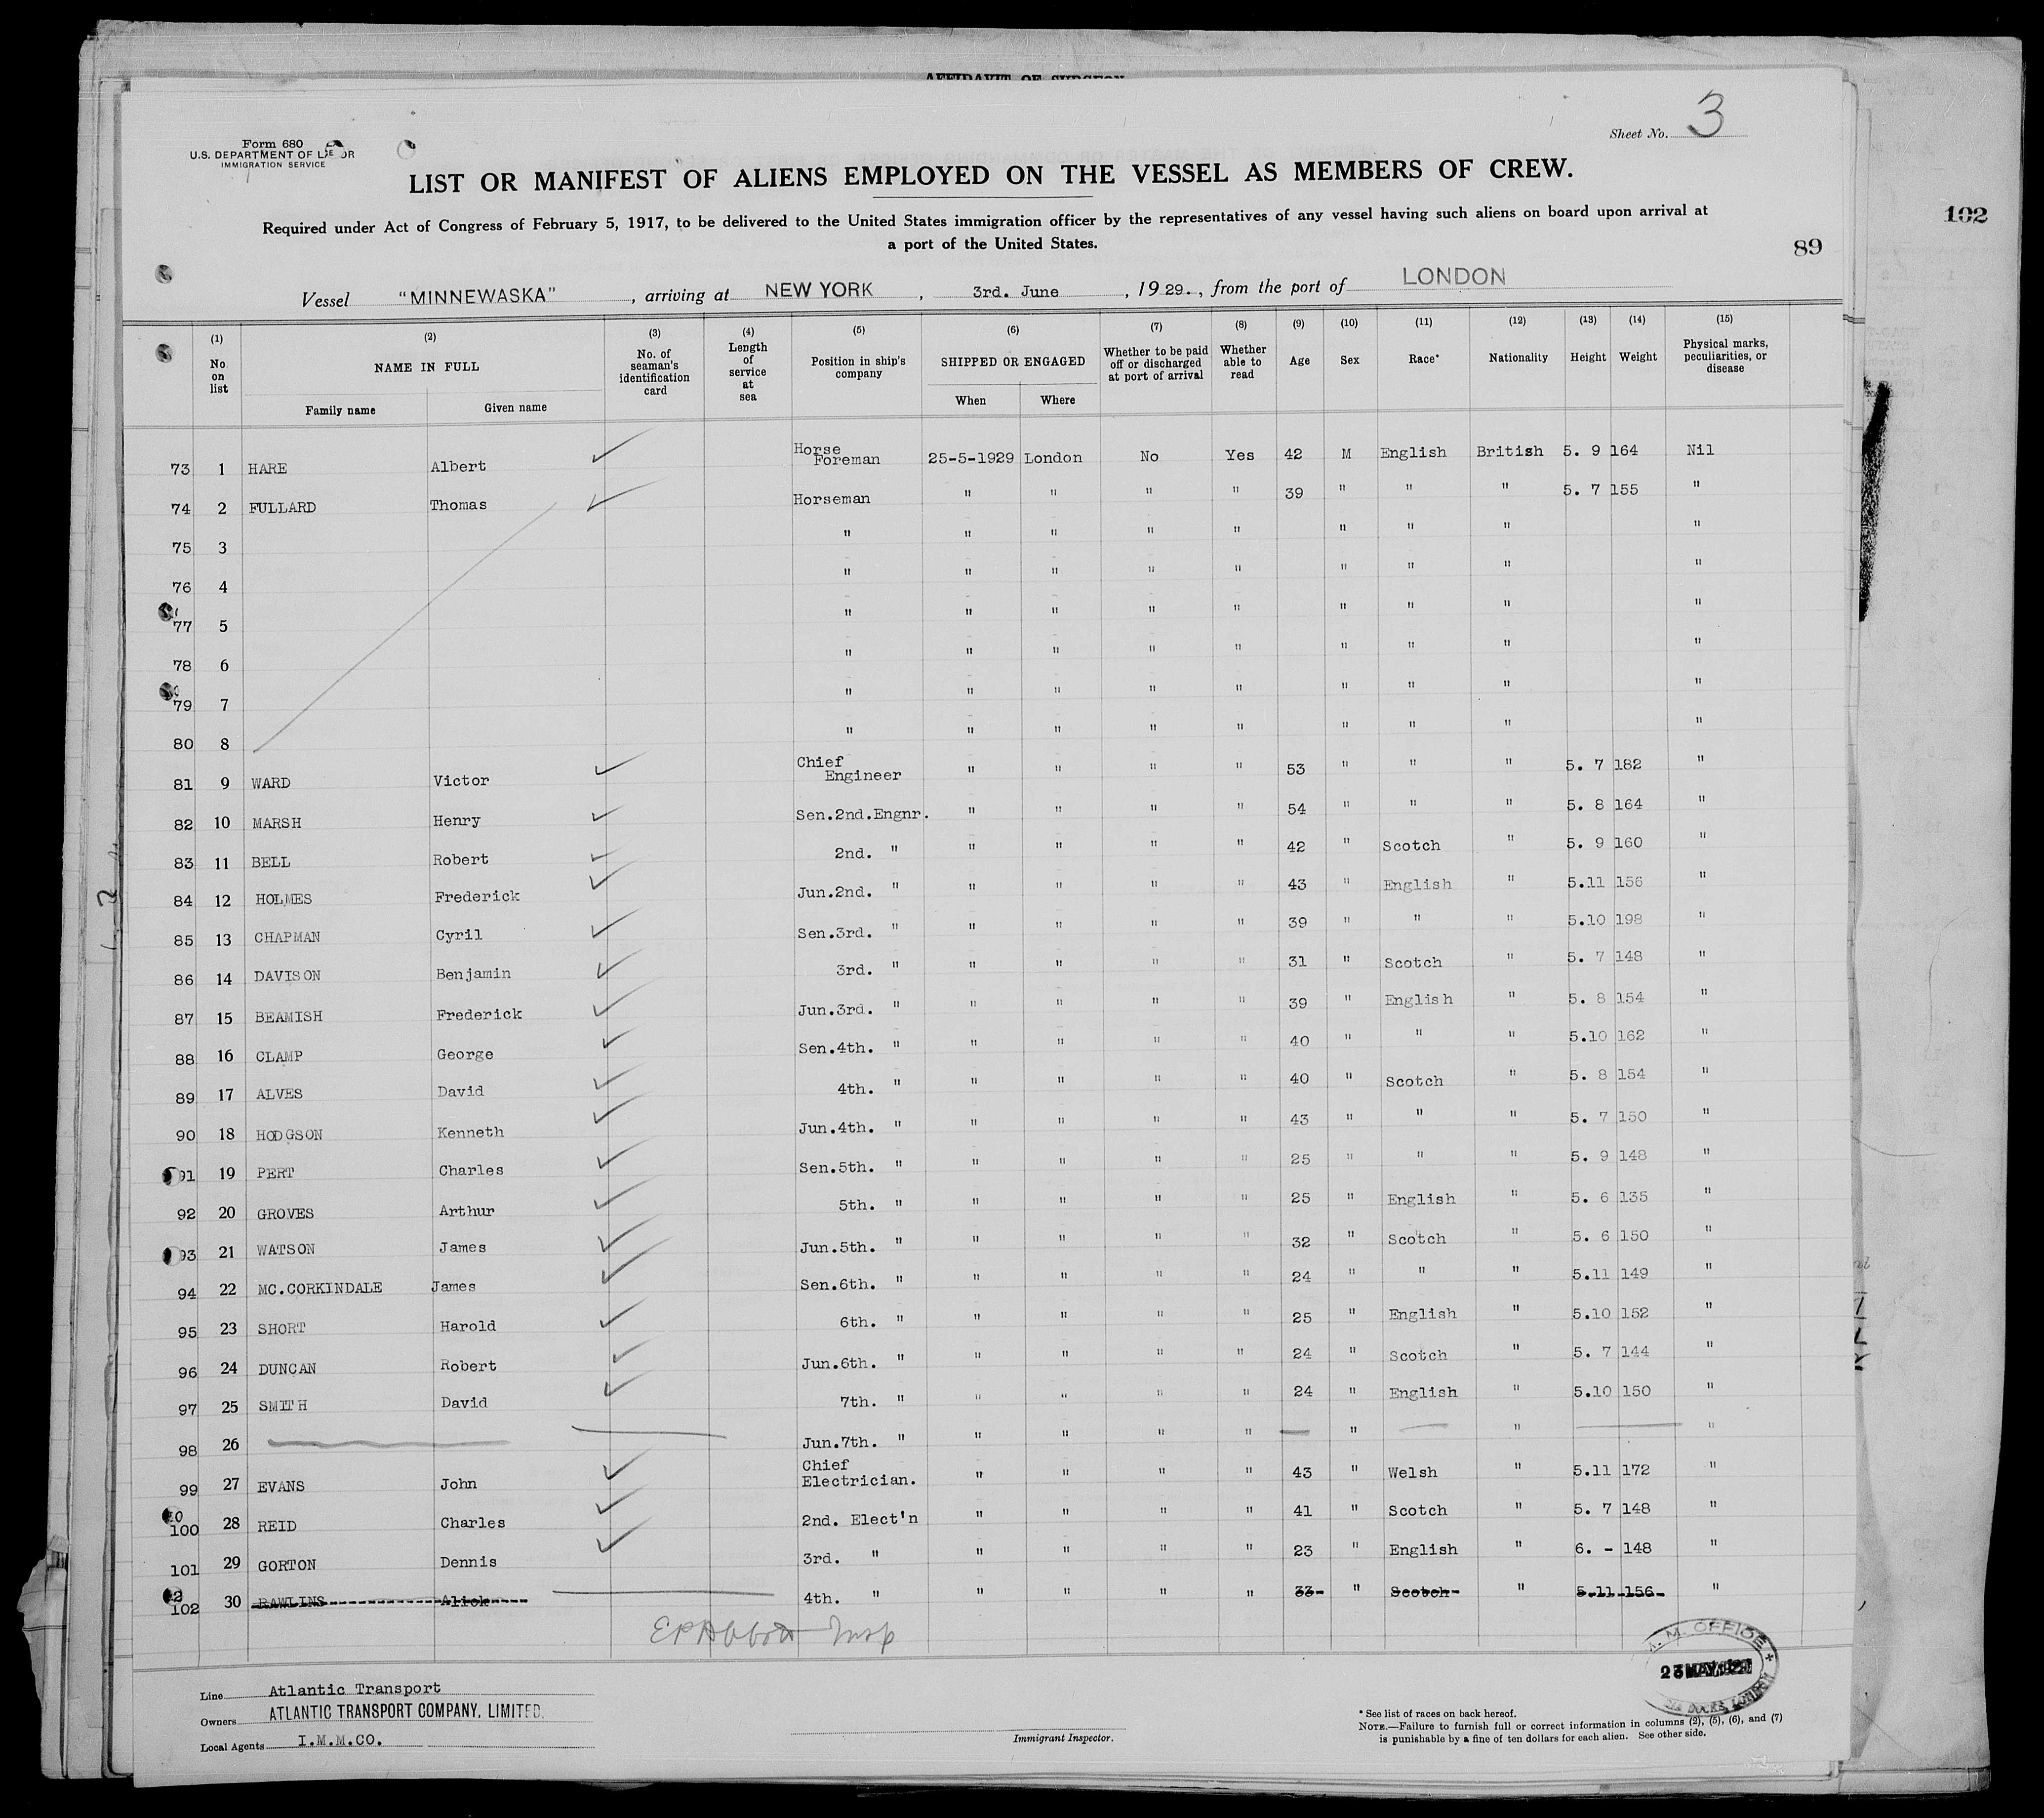 AFFIDAVIT OF SURGEON
Sheet No. 3
Form 680
U.S. DEPARTMENT OF LABOR
IMMIGRATION SERVICE
LIST OR MANIFEST OF ALIENS EMPLOYED ON THE VESSEL AS MEMBERS OF CREW.
Required under Act of Congress of February 5, 1917, to be delivered to the United States immigration officer by the representatives of any vessel having such aliens on board upon arrival at
a port of the United States.
102
89
Vessel "MINNEWASKA", arriving at NEW YORK, 3rd. June, 1929., from the port of LONDON
(1) No on list (2) NAME IN FULL Family name Given name (3) No. of seaman's identification card (4) Length of service at sea (5) Position in ship's company (6) SHIPPED OR ENGAGED When Where (7) Whether to be paid off or discharged at port of arrival (8) Whether able to read (9) Age (10) Sex (11) Race* (12) Nationality (13) Height (14) Weight (15) Physical marks, peculiarities, or disease
73 1 HARE Albert Horse Foreman 25-5-1929 London No Yes 42 M English British 5. 9 164 Nil
74 2 FULLARD Thomas Horseman " " " " 39 " " " 5. 7 155 "
75 3 " " " " " " " " "
76 4 " " " " " " " " "
77 5 " " " " " " " " "
78 6 " " " " " " " " "
79 7 " " " " " " " " "
80 8 " " " " " " " " "
81 9 WARD Victor Chief Engineer " " " " 53 " " " 5. 7 182 "
82 10 MARSH Henry Sen.2nd.Engnr. " " " " 54 " " " 5. 8 164 "
83 11 BELL Robert 2nd. " " " " " 42 " Scotch " 5. 9 160 "
84 12 HOLMES Frederick Jun.2nd. " " " " " 43 " English " 5.11 156 "
85 13 CHAPMAN Cyril Sen.3rd. " " " " " 39 " " " 5.10 198 "
86 14 DAVISON Benjamin 3rd. " " " " " 31 " Scotch " 5. 7 148 "
87 15 BEAMISH Frederick Jun.3rd. " " " " " 39 " English " 5. 8 154 "
88 16 CLAMP George Sen.4th. " " " " " 40 " " " 5.10 162 "
89 17 ALVES David 4th. " " " " " 40 " Scotch " 5. 8 154 "
90 18 HODGSON Kenneth Jun.4th. " " " " " 43 " " " 5. 7 150 "
91 19 PERT Charles Sen.5th. " " " " " 25 " " " 5. 9 148 "
92 20 GROVES Arthur 5th. " " " " " 25 " English " 5. 6 135 "
93 21 WATSON James Jun.5th. " " " " " 32 " Scotch " 5. 6 150 "
94 22 MC.CORKINDALE James Sen.6th. " " " " " 24 " " " 5.11 149 "
95 23 SHORT Harold 6th. " " " " " 25 " English " 5.10 152 "
96 24 DUNCAN Robert Jun.6th. " " " " " 24 " Scotch " 5. 7 144 "
97 25 SMITH David 7th. " " " " " 24 " English " 5.10 150 "
98 26 Jun.7th. " " " " " — " — " — "
99 27 EVANS John Chief Electrician. " " " " 43 " Welsh " 5.11 172 "
100 28 REID Charles 2nd. Elect'n " " " " 41 " Scotch " 5. 7 148 "
101 29 GORTON Dennis 3rd. " " " " " 23 " English " 6. - 148 "
102 30 RAWLINS Alick 4th. " " " " " 33 " Scotch " 5.11 156 "
EPAbbott Insp
Line Atlantic Transport
Owners ATLANTIC TRANSPORT COMPANY, LIMITED.
Local Agents I.M.M.CO.
Immigrant Inspector.
M. M. OFFICE
23 MAY 1929
DOCKS, LONDON
* See list of races on back hereof.
NOTE.—Failure to furnish full or correct information in columns (2), (5), (6), and (7)
is punishable by a fine of ten dollars for each alien. See other side.